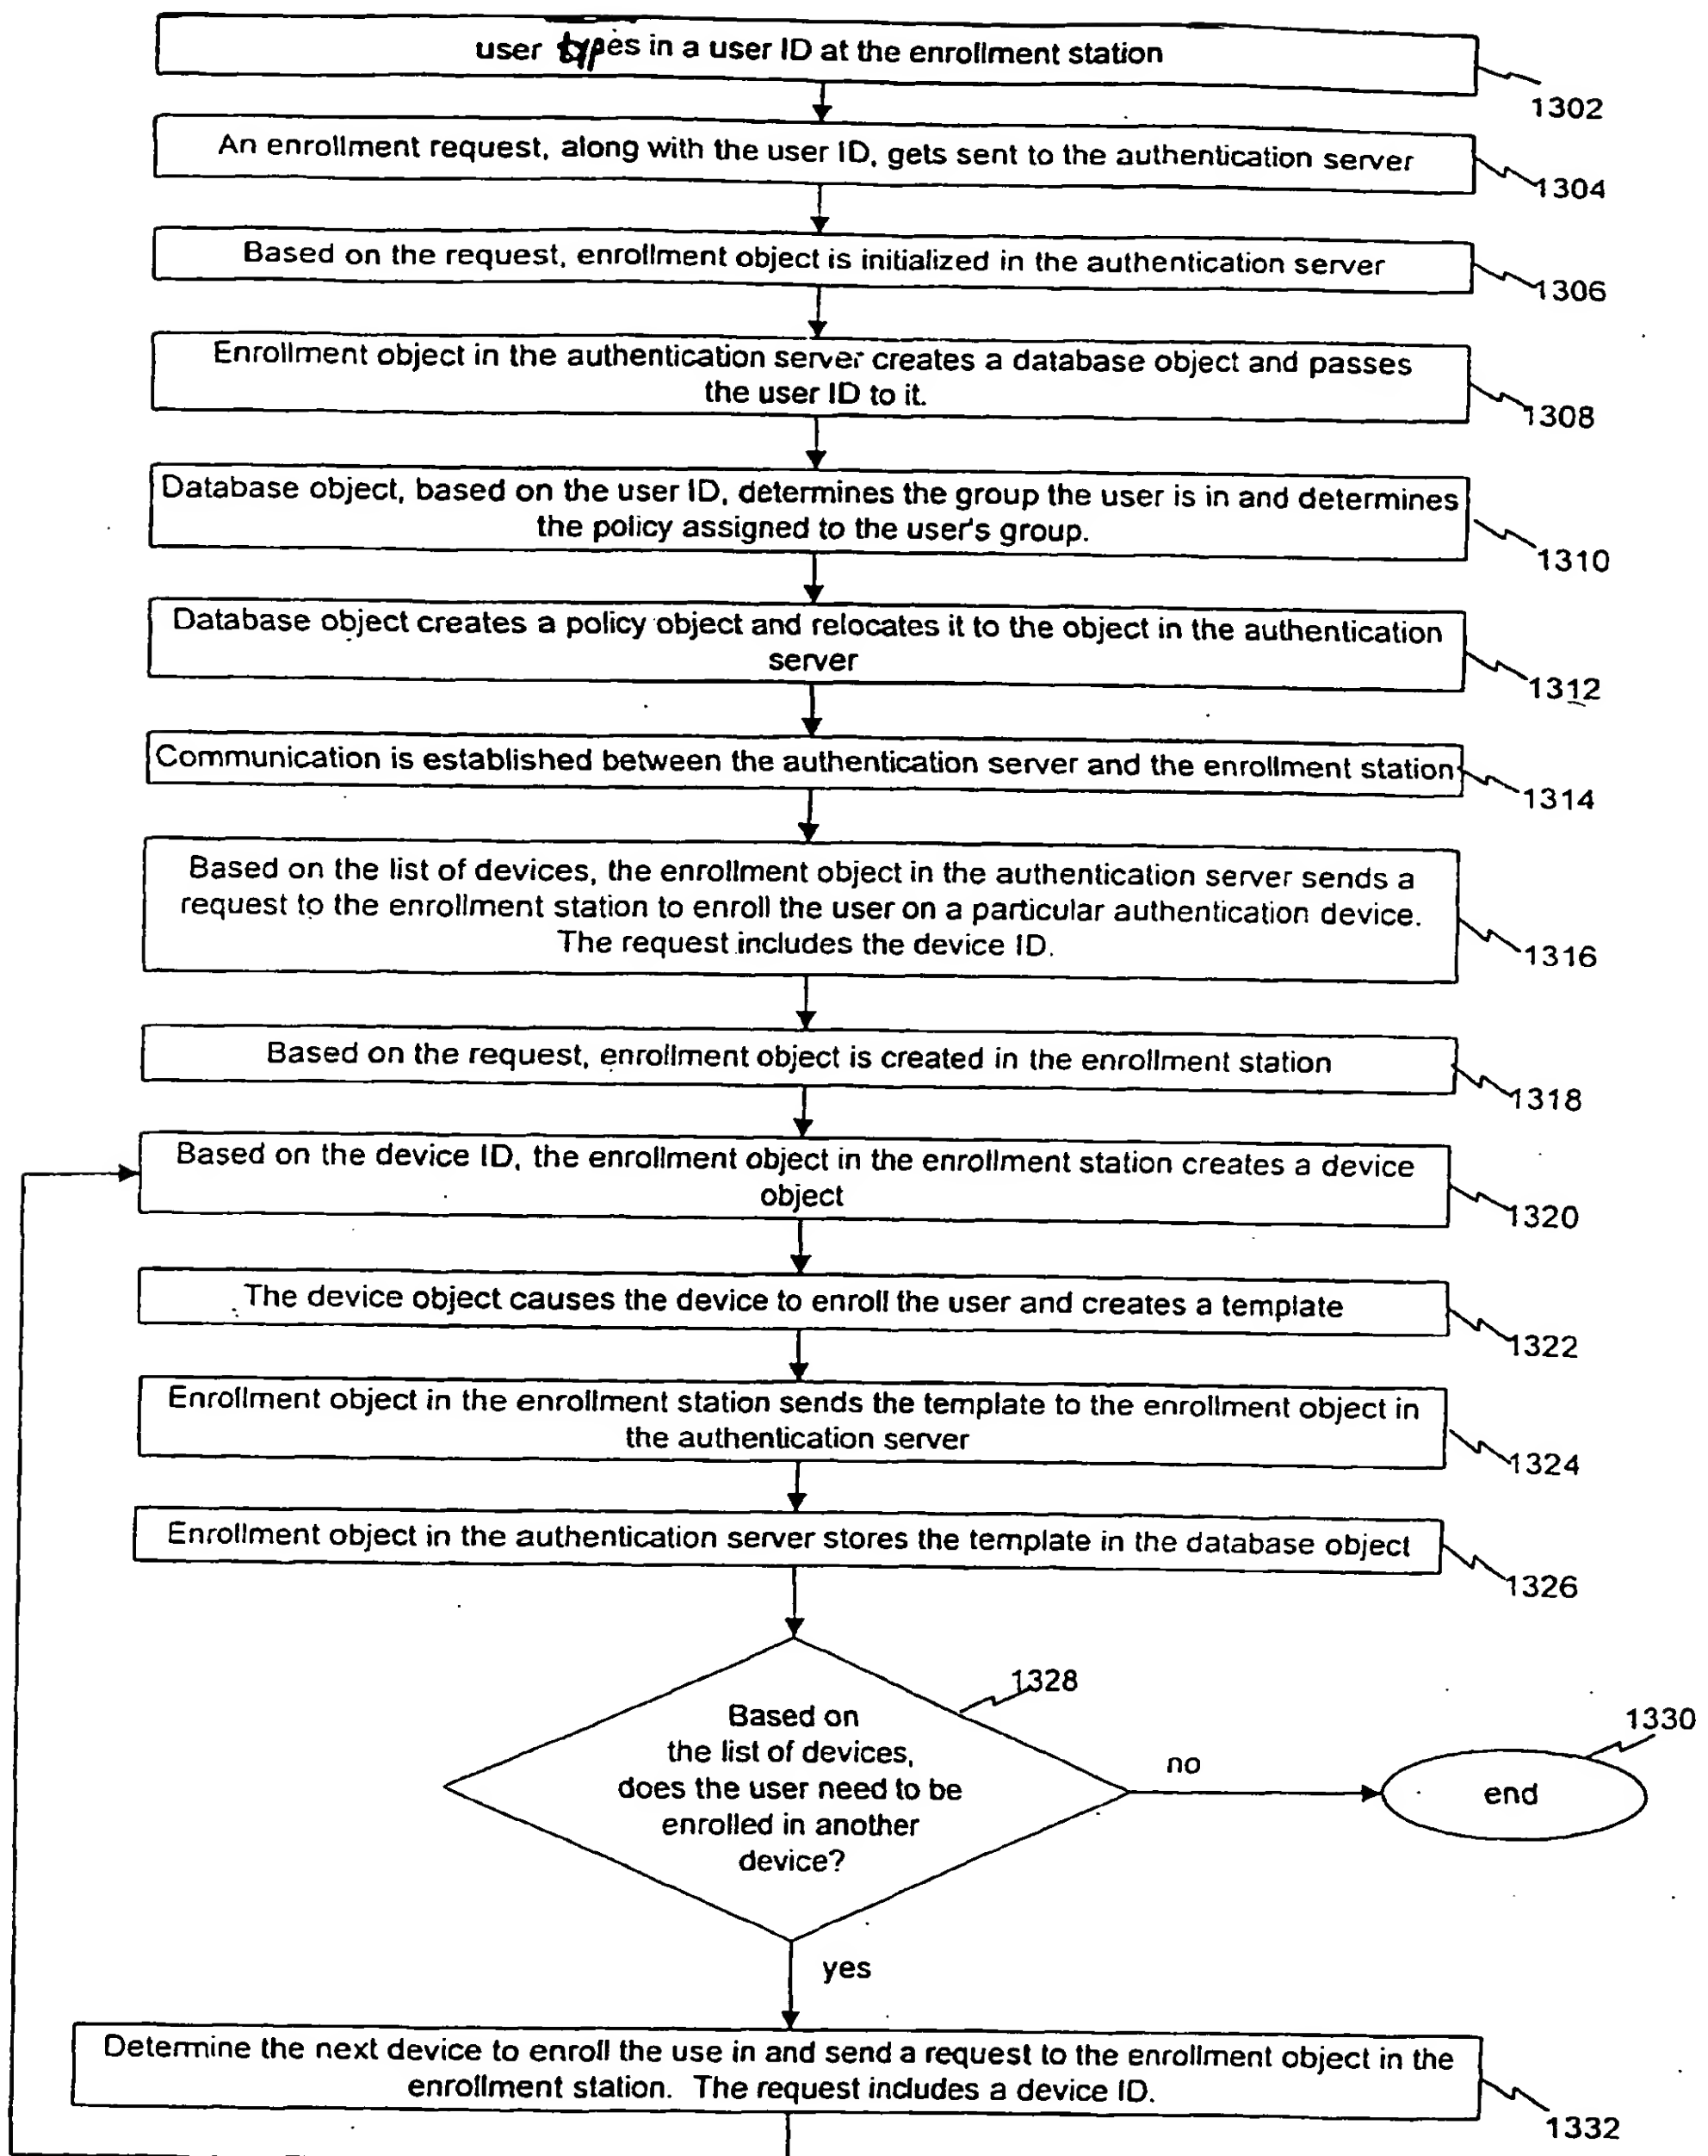 user types in a user ID at the enrollment station
1302
An enrollment request, along with the user ID, gets sent to the authentication server
1304
Based on the request, enrollment object is initialized in the authentication server
1306
Enrollment object in the authentication server creates a database object and passes
the user ID to it.
1308
Database object, based on the user ID, determines the group the user is in and determines
the policy assigned to the user's group.
1310
Database object creates a policy object and relocates it to the object in the authentication
server
1312
Communication is established between the authentication server and the enrollment station
1314
Based on the list of devices, the enrollment object in the authentication server sends a
request to the enrollment station to enroll the user on a particular authentication device.
The request includes the device ID.
1316
Based on the request, enrollment object is created in the enrollment station
1318
Based on the device ID, the enrollment object in the enrollment station creates a device
object
1320
The device object causes the device to enroll the user and creates a template
1322
Enrollment object in the enrollment station sends the template to the enrollment object in
the authentication server
1324
Enrollment object in the authentication server stores the template in the database object
1326
1328
Based on
the list of devices,
does the user need to be
enrolled in another
device?
no
1330
end
yes
Determine the next device to enroll the use in and send a request to the enrollment object in the
enrollment station. The request includes a device ID.
1332